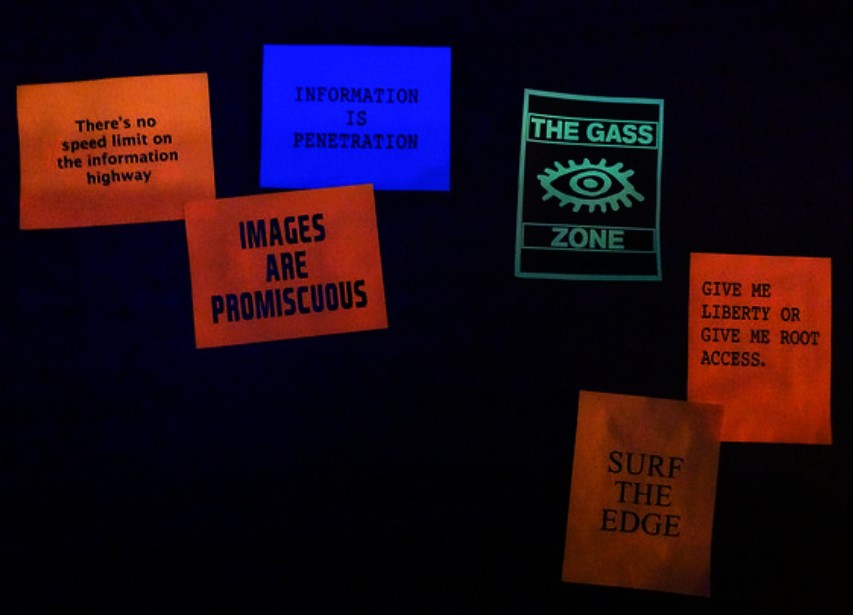 There's no
speed limit on
the information
highway
INFORMATION
IS
PENETRATION
IMAGES
ARE
PROMISCUOUS
THE GASS
ZONE
GIVE ME
LIBERTY OR
GIVE ME ROOT
ACCESS.
SURF
THE
EDGE